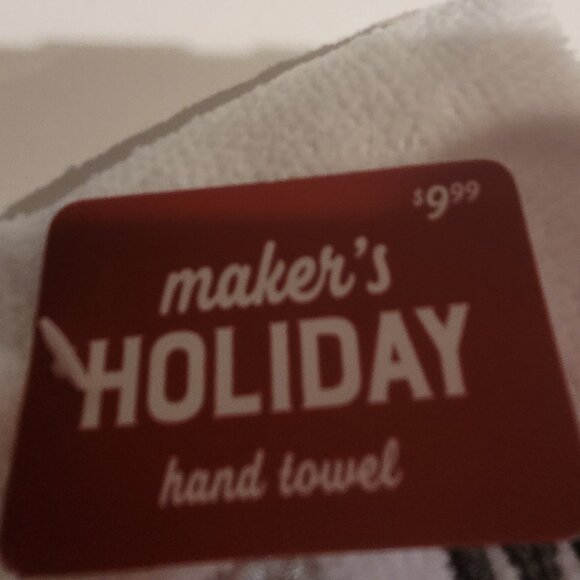 $9.99
maker's
HOLIDAY
hand towel